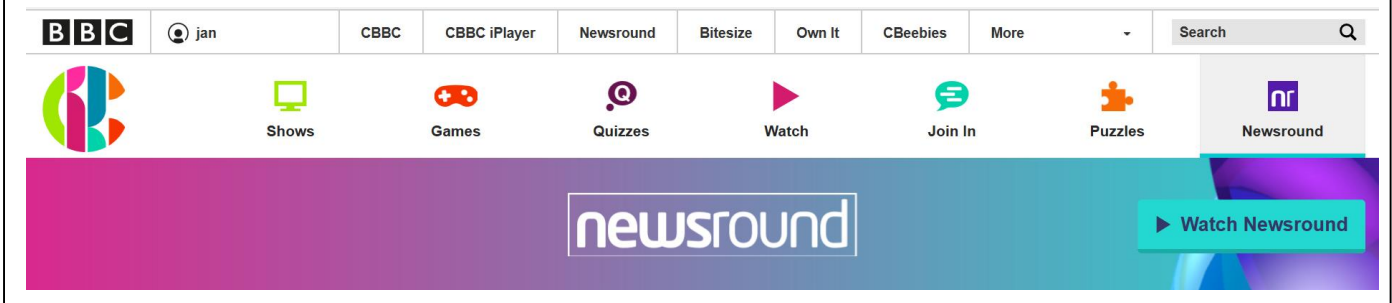 BBC jan CBBC CBBC iPlayer Newsround Bitesize Own It CBeebies More Search
Q nr
Shows Games Quizzes Watch Join In Puzzles Newsround
newsround
Watch Newsround